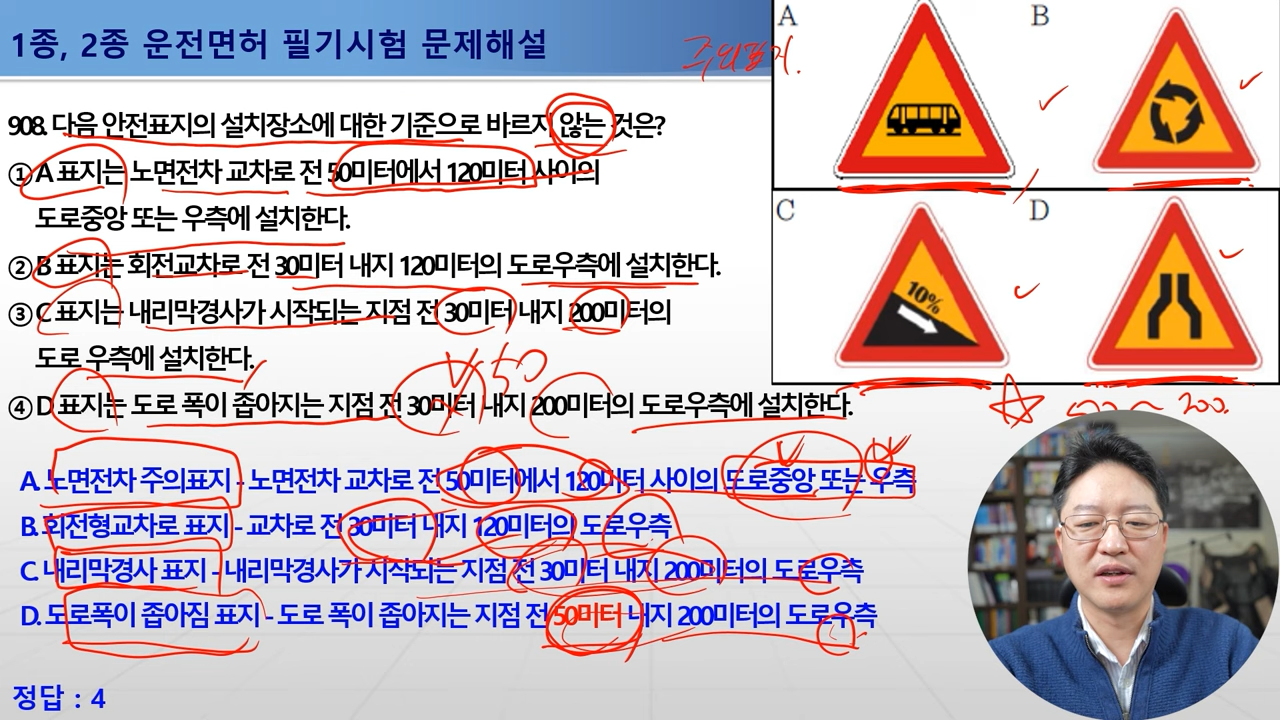 1종, 2종 운전면허 필기시험 문제해설
주의표지.
A
B
908. 다음 안전표지의 설치장소에 대한 기준으로 바르지 않는 것은?
① A 표지는 노면전차 교차로 전 50미터에서 120미터 사이의
도로중앙 또는 우측에 설치한다.
② B 표지는 회전교차로 전 30미터 내지 120미터의 도로우측에 설치한다.
③ C 표지는 내리막경사가 시작되는 지점 전 30미터 내지 200미터의
도로 우측에 설치한다.
C
10%
D
50
④ D 표지는 도로 폭이 좁아지는 지점 전 30미터 내지 200미터의 도로우측에 설치한다.
50 ~ 200.
A. 노면전차 주의표지 - 노면전차 교차로 전 50미터에서 120미터 사이의 도로중앙 또는 우측
B. 회전형교차로 표지 - 교차로 전 30미터 내지 120미터의 도로우측
C. 내리막경사 표지 - 내리막경사가 시작되는 지점 전 30미터 내지 200미터의 도로우측
D. 도로폭이 좁아짐 표지 - 도로 폭이 좁아지는 지점 전 50미터 내지 200미터의 도로우측
정답 : 4